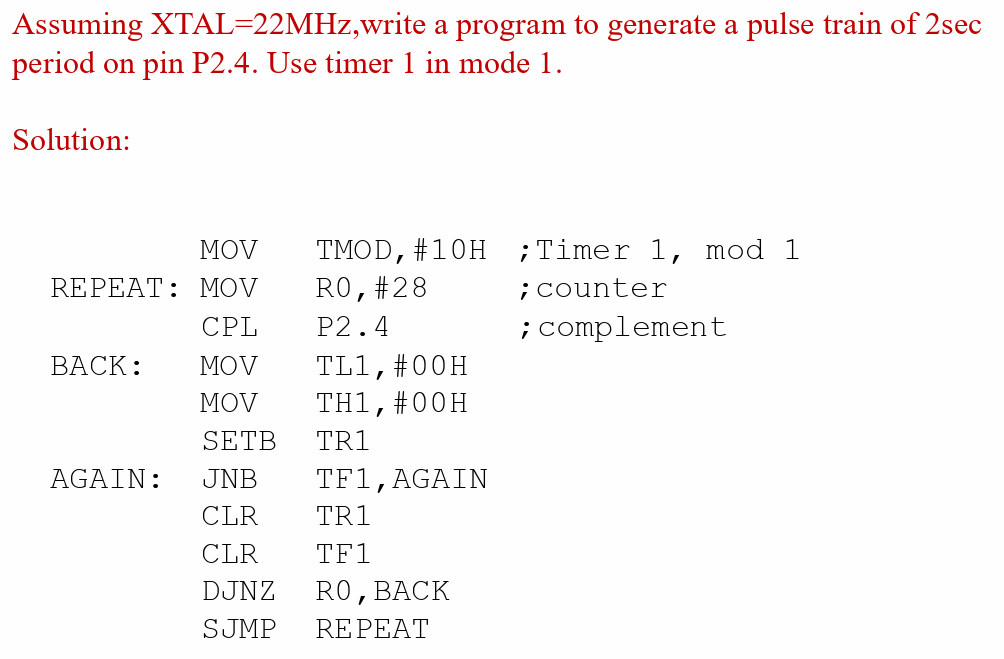 Assuming XTAL=22MHz,write a program to generate a pulse train of 2sec
period on pin P2.4. Use timer 1 in mode 1.
Solution:
MOV TMOD,#10H ;Timer 1, mod 1
REPEAT: MOV R0,#28 ;counter
CPL P2.4 ;complement
BACK: MOV TL1,#00H
MOV TH1,#00H
SETB TR1
AGAIN: JNB TF1,AGAIN
CLR TR1
CLR TF1
DJNZ R0,BACK
SJMP REPEAT